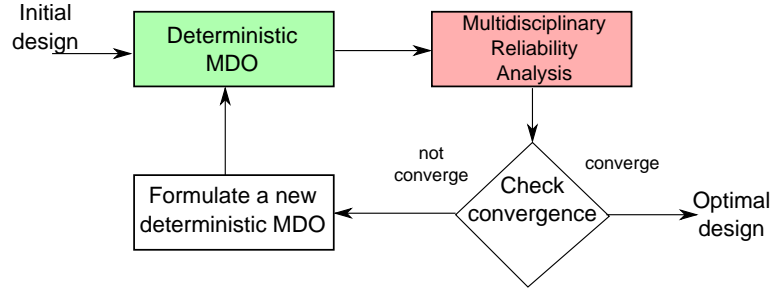 Initial
design
Deterministic
MDO
Multidisciplinary
Reliability
Analysis
not
converge
converge
Check
convergence
Formulate a new
deterministic MDO
Optimal
design